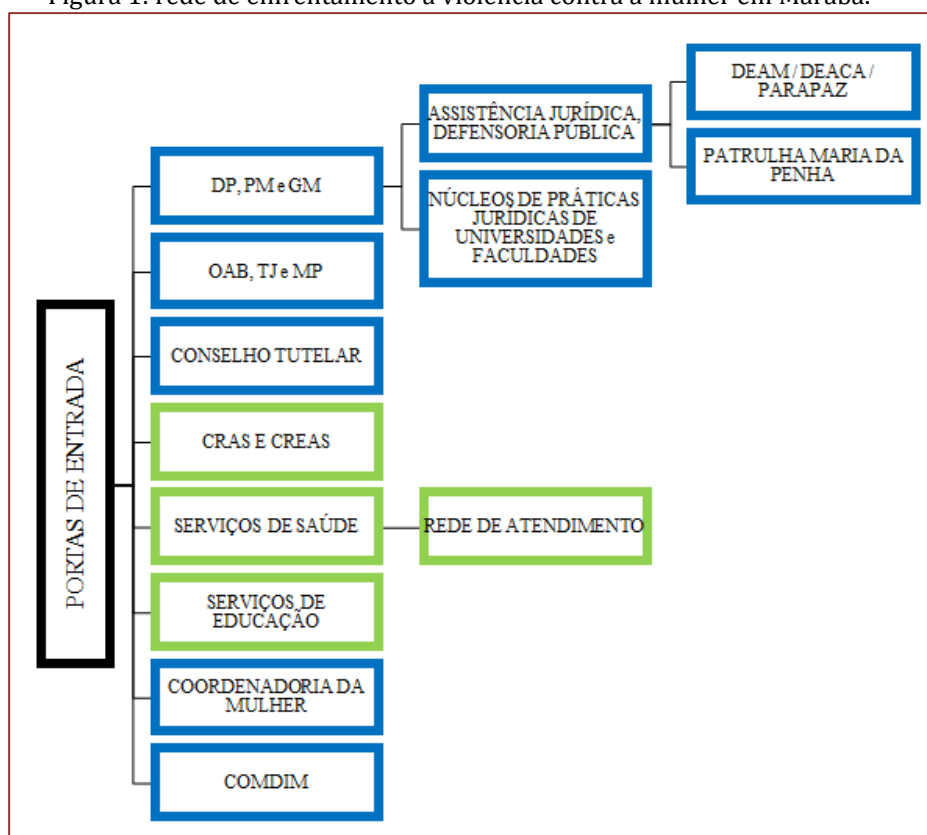 Figura 1: rede de enfrentamento à violência contra a mulher em Marabá.
PORTAS DE ENTRADA
DP, PM e GM
ASSISTÊNCIA JURÍDICA,
DEFENSORIA PÚBLICA
DEAM / DEACA /
PARAPAZ
PATRULHA MARIA DA
PENHA
NÚCLEOS DE PRÁTICAS
JURÍDICAS DE
UNIVERSIDADES e
FACULDADES
OAB, TJ e MP
CONSELHO TUTELAR
CRAS E CREAS
SERVIÇOS DE SAÚDE
REDE DE ATENDIMENTO
SERVIÇOS DE
EDUCAÇÃO
COORDENADORIA DA
MULHER
COMDIM